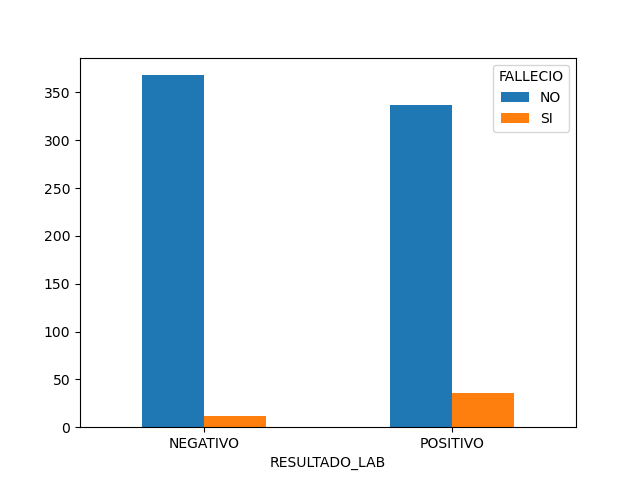 FALLECIO
NO
SI
350
300
250
200
150
100
50
0
NEGATIVO
POSITIVO
RESULTADO_LAB